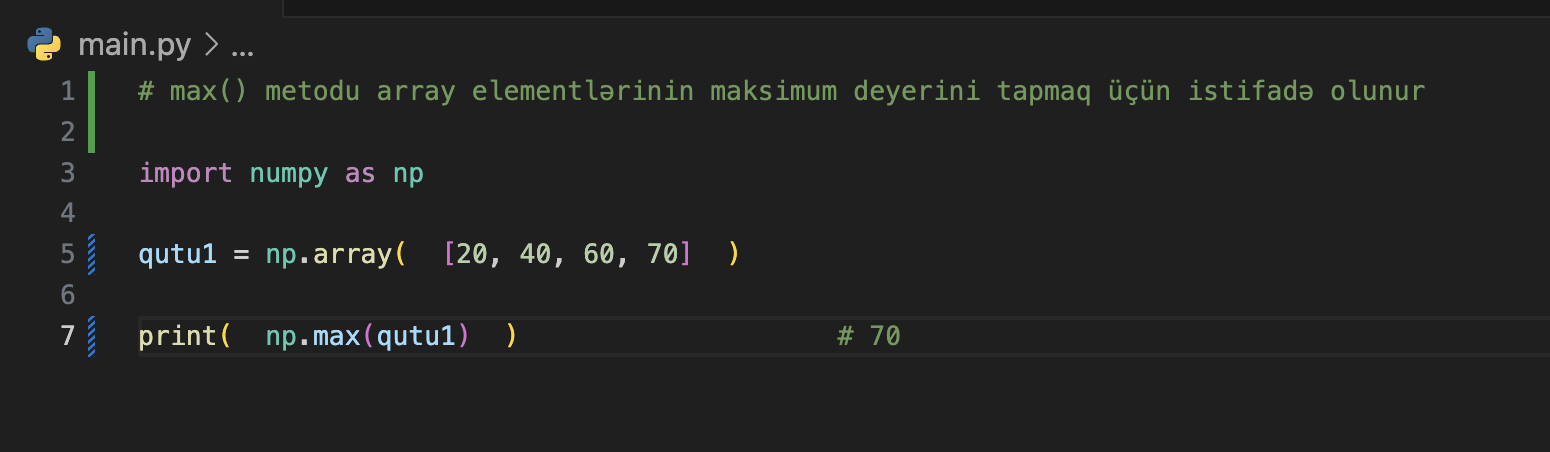 main.py > ...
1 # max() metodu array elementlərinin maksimum deyerini tapmaq üçün istifadə olunur
2
3 import numpy as np
4
5 qutu1 = np.array(  [20, 40, 60, 70]  )
6
7 print(  np.max(qutu1)  )                    # 70